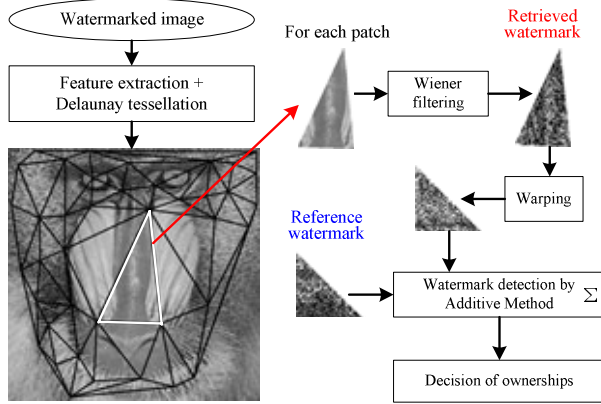 Watermarked image
Feature extraction +
Delaunay tessellation
For each patch
Wiener
filtering
Retrieved
watermark
Warping
Reference
watermark
Watermark detection by
Additive Method
Σ
Decision of ownerships